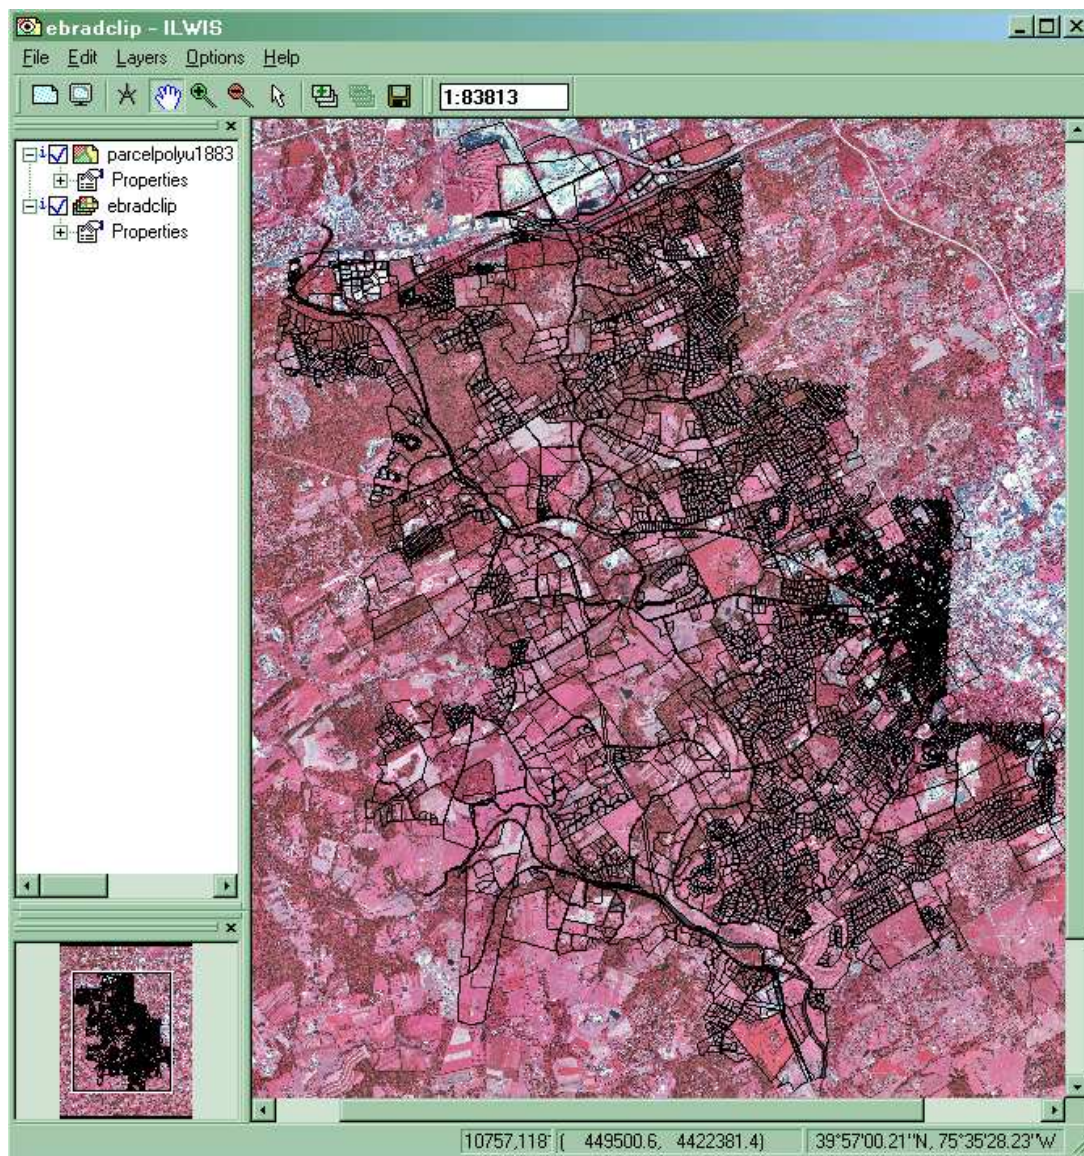 ebradclip - ILWIS
File Edit Layers Options Help
1:83813
parcelpolyu1883
Properties
ebradclip
Properties
10757,118 ( 449500.6, 4422381.4) 39°57'00.21"N, 75°35'28.23"W